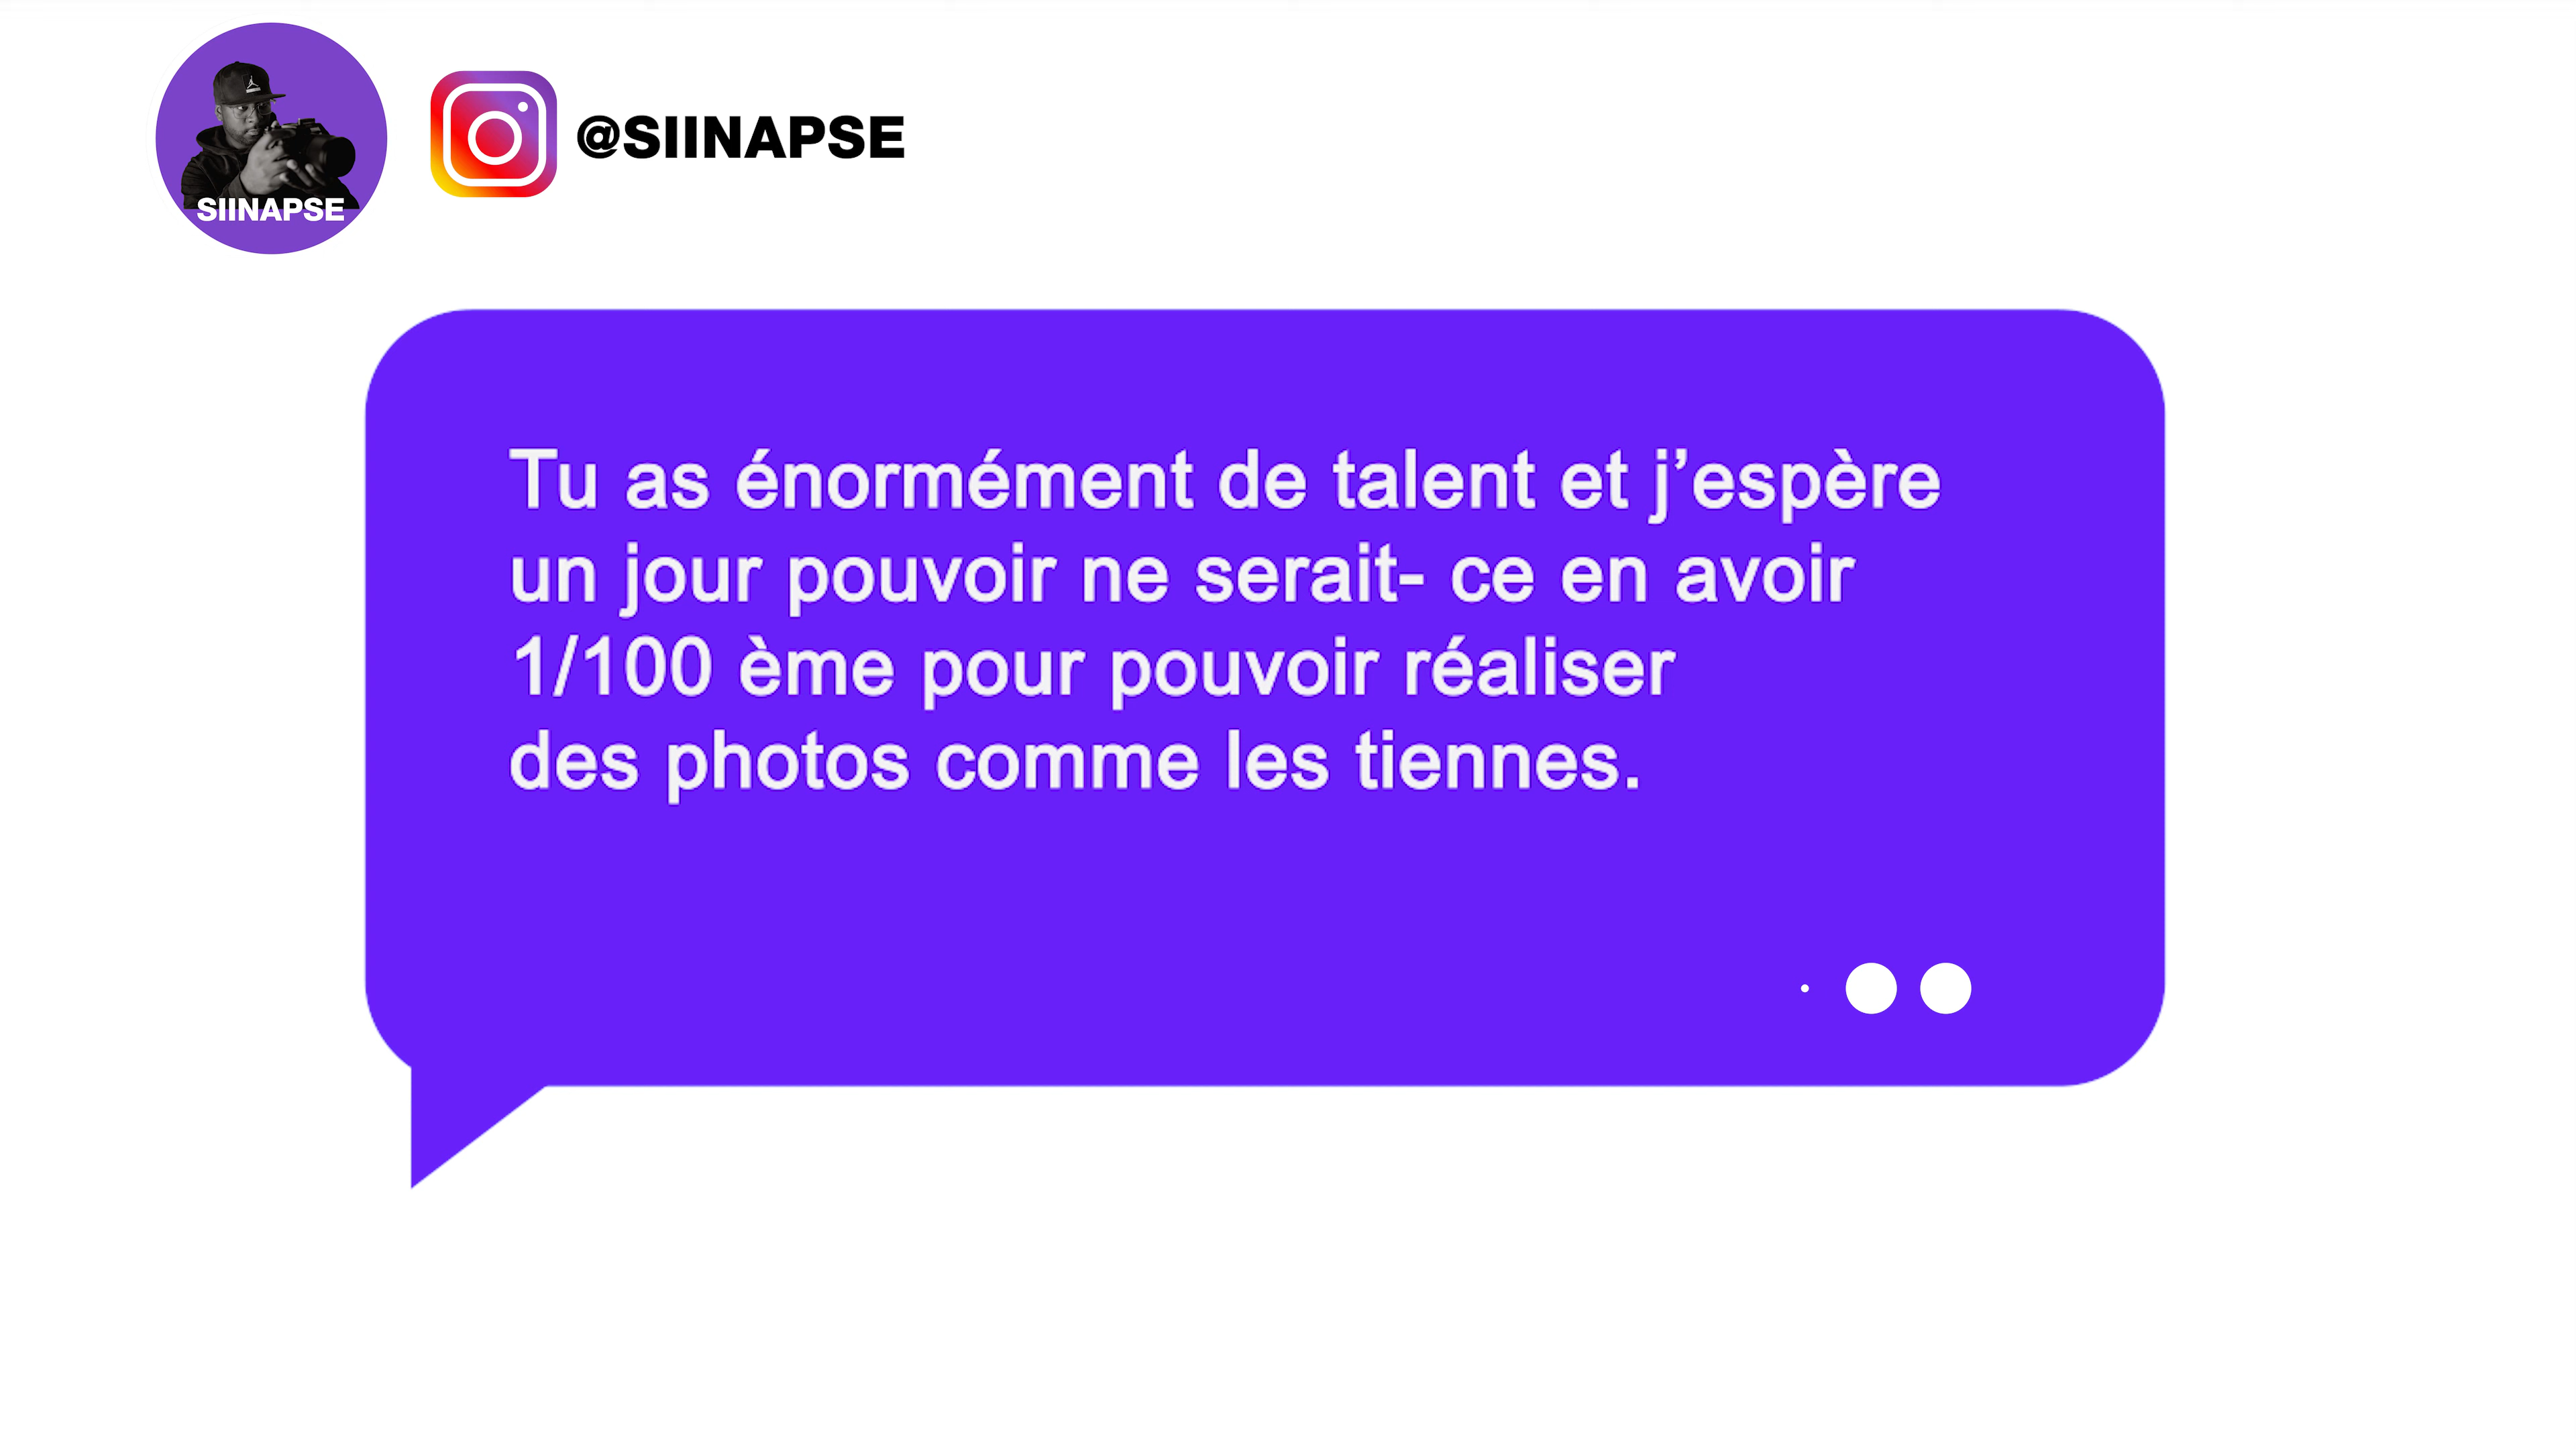 SIINAPSE
@SIINAPSE
Tu as énormément de talent et j’espère
un jour pouvoir ne serait- ce en avoir
1/100 ème pour pouvoir réaliser
des photos comme les tiennes.